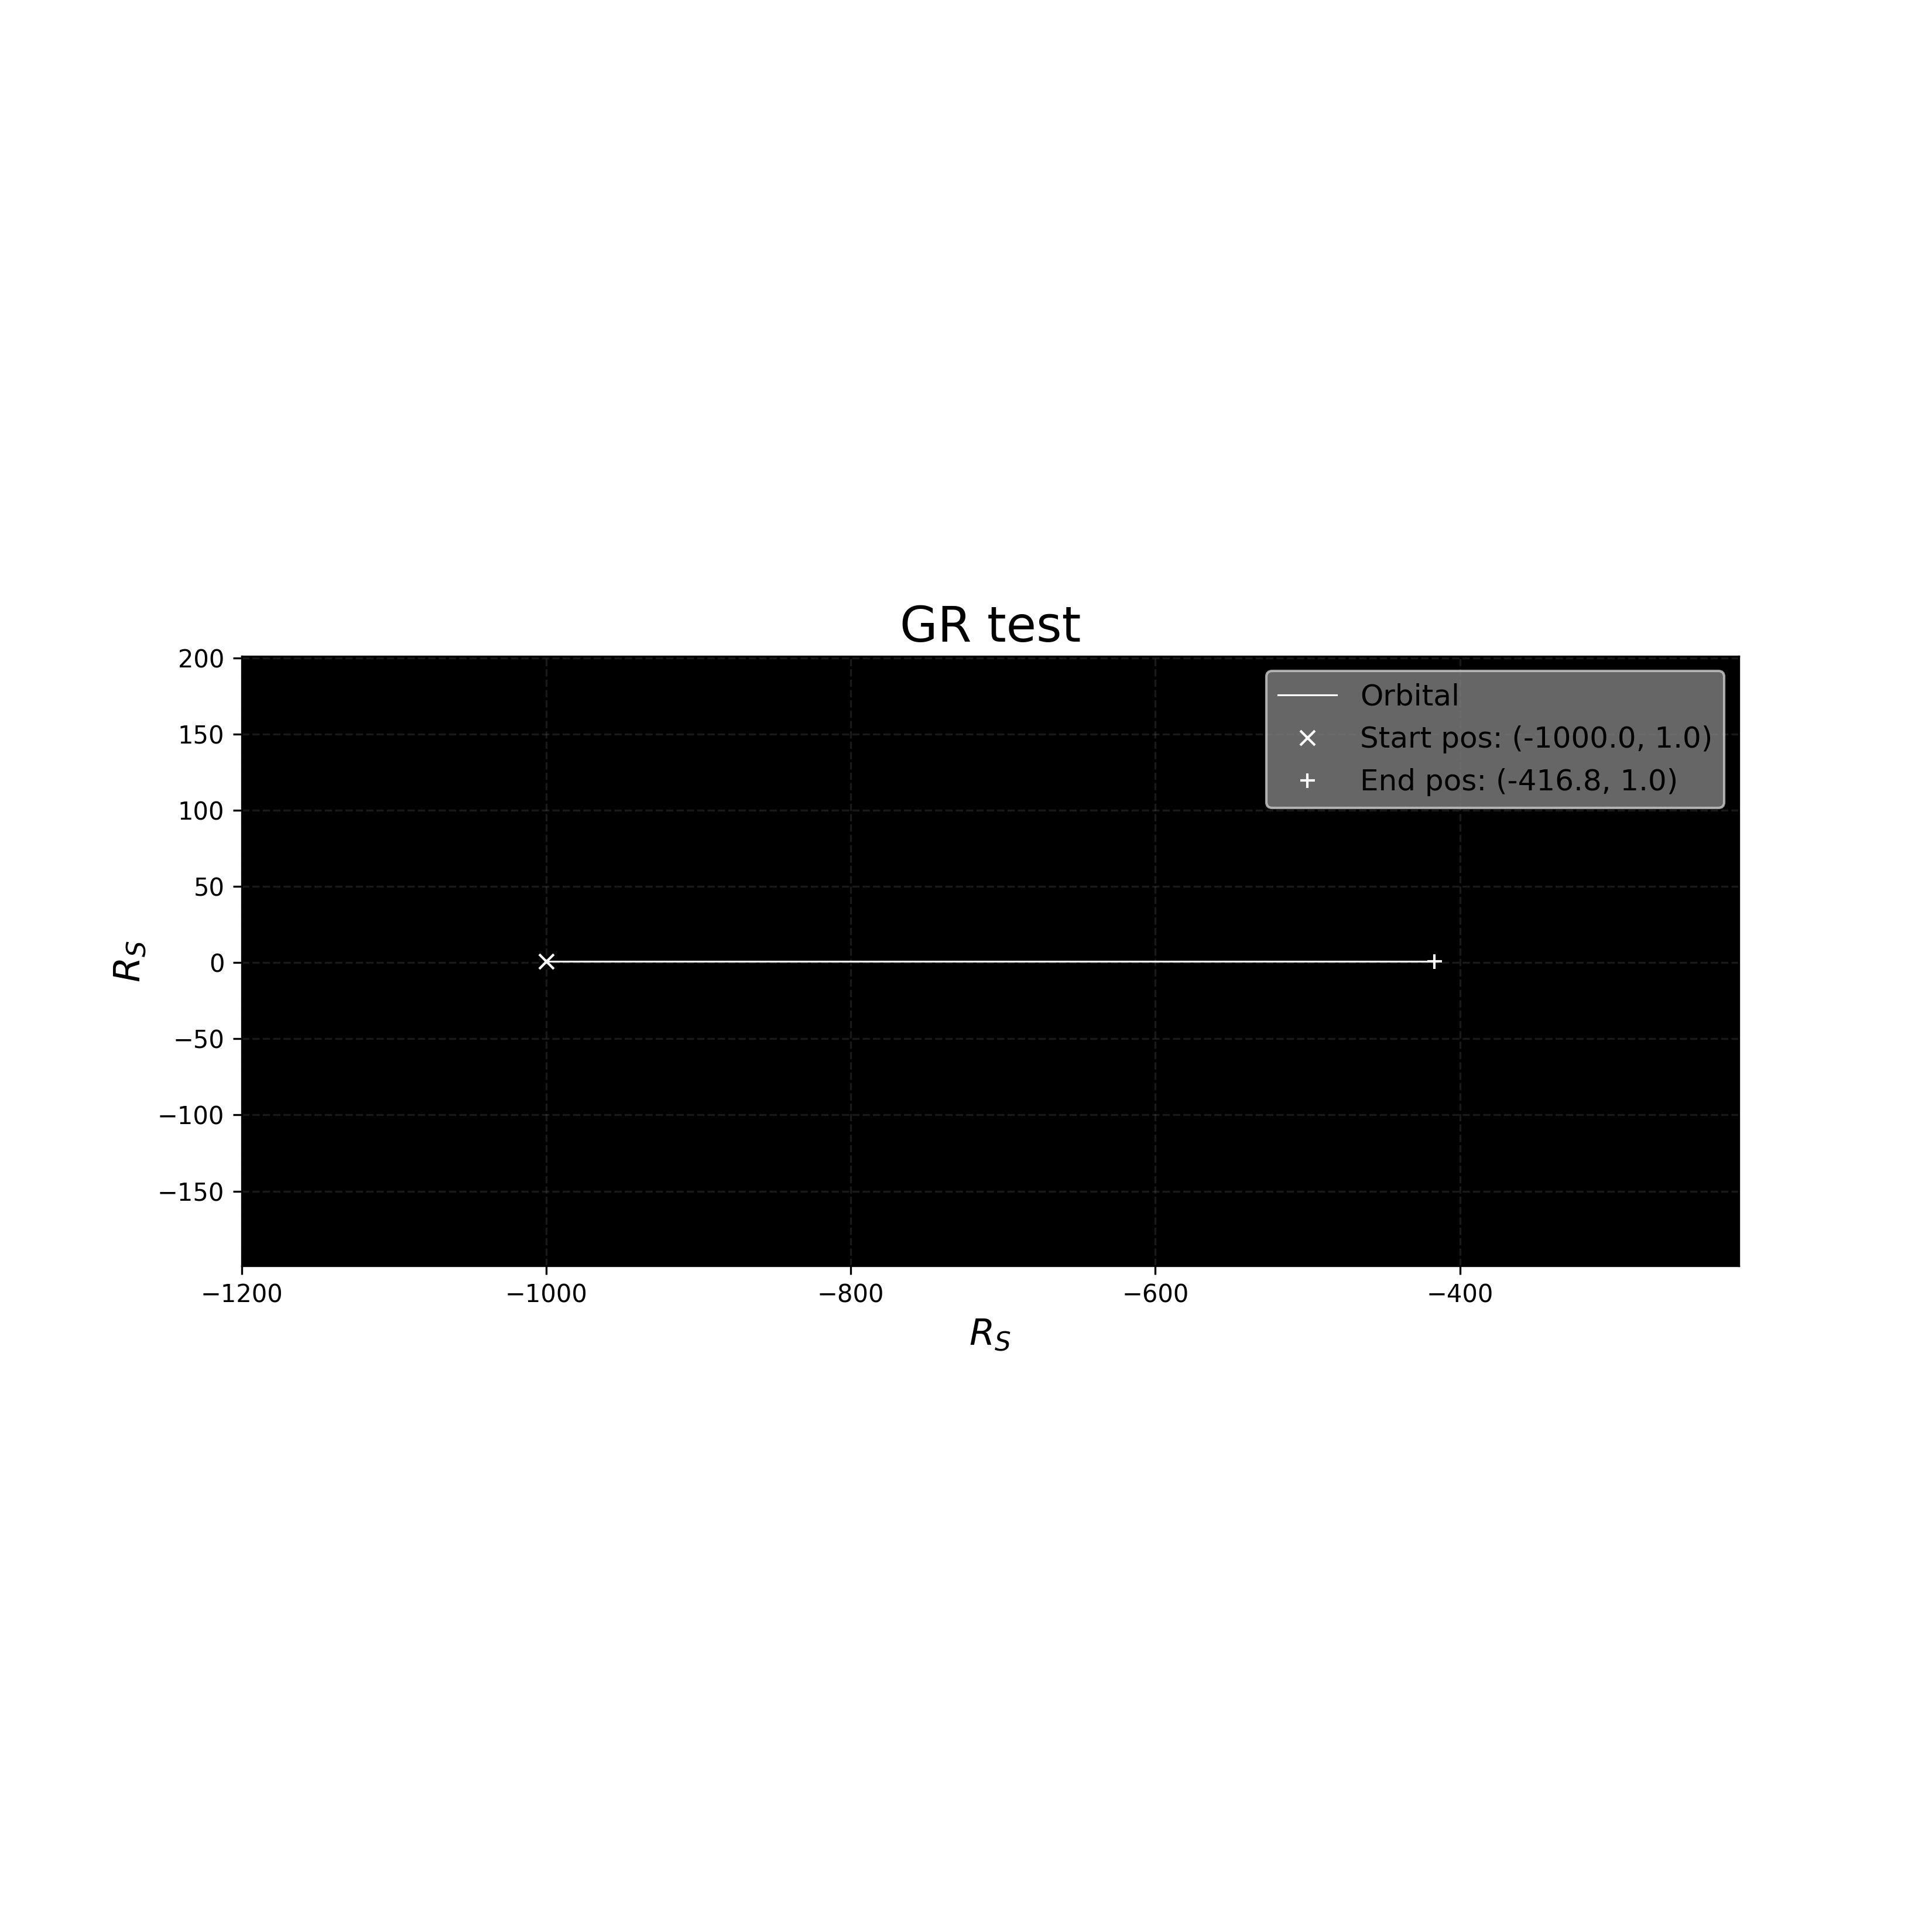 GR test
200
150
100
50
0
−50
−100
−150
R_S
Orbital
Start pos: (-1000.0, 1.0)
End pos: (-416.8, 1.0)
−1200 −1000 −800 −600 −400
R_S